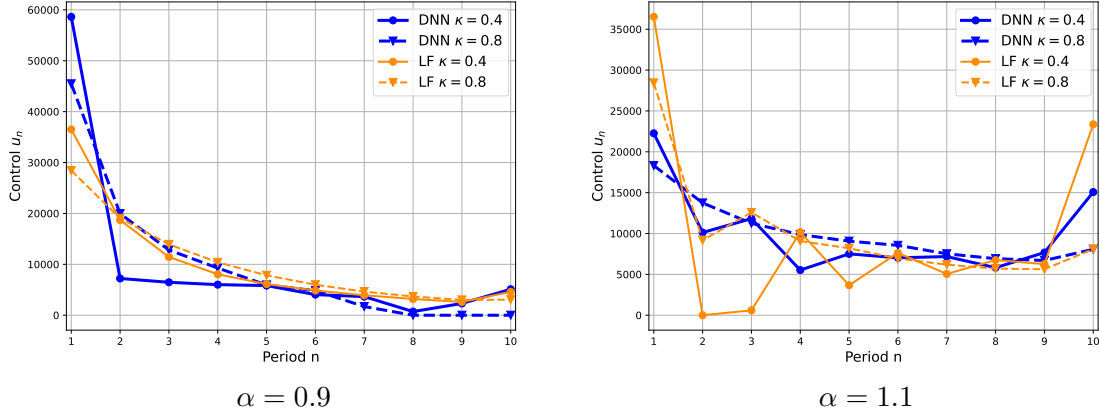 60000
50000
40000
30000
20000
10000
0
Control u_n
1 2 3 4 5 6 7 8 9 10
Period n
DNN κ = 0.4
DNN κ = 0.8
LF κ = 0.4
LF κ = 0.8
α = 0.9
35000
30000
25000
20000
15000
10000
5000
0
Control u_n
1 2 3 4 5 6 7 8 9 10
Period n
DNN κ = 0.4
DNN κ = 0.8
LF κ = 0.4
LF κ = 0.8
α = 1.1